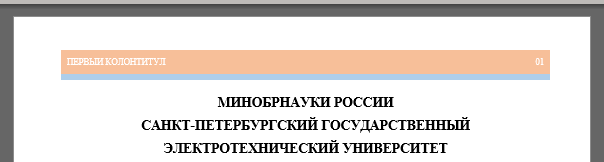 ПЕРВЫЙ КОЛОНТИТУЛ 01
МИНОБРНАУКИ РОССИИ
САНКТ-ПЕТЕРБУРГСКИЙ ГОСУДАРСТВЕННЫЙ
ЭЛЕКТРОТЕХНИЧЕСКИЙ УНИВЕРСИТЕТ